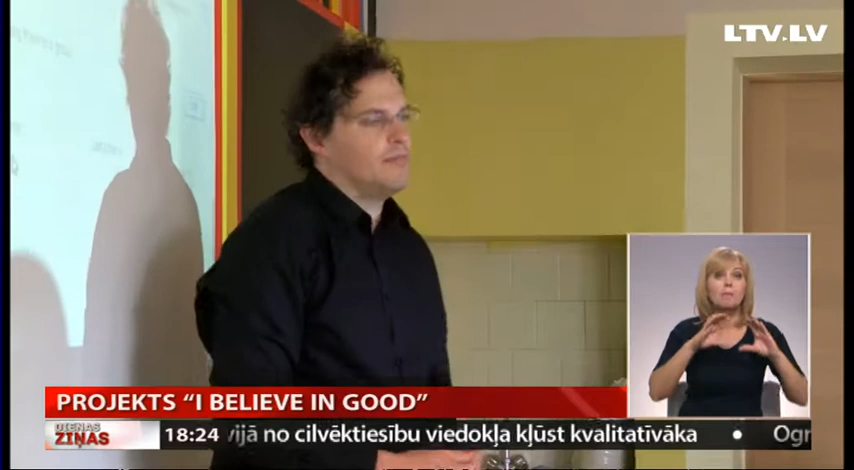 LTV.LV
PROJEKTS “I BELIEVE IN GOOD”
DIENAS
ZIŅAS
18:24
vijā no cilvēktiesību viedokļa kļūst kvalitatīvāka • Ogr